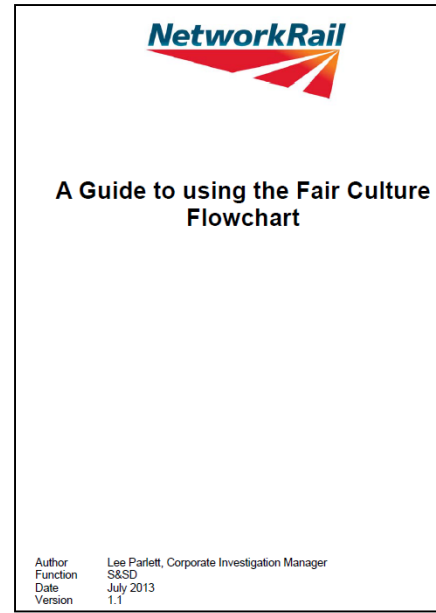 NetworkRail
A Guide to using the Fair Culture
Flowchart
Author Lee Parlett, Corporate Investigation Manager
Function S&SD
Date July 2013
Version 1.1